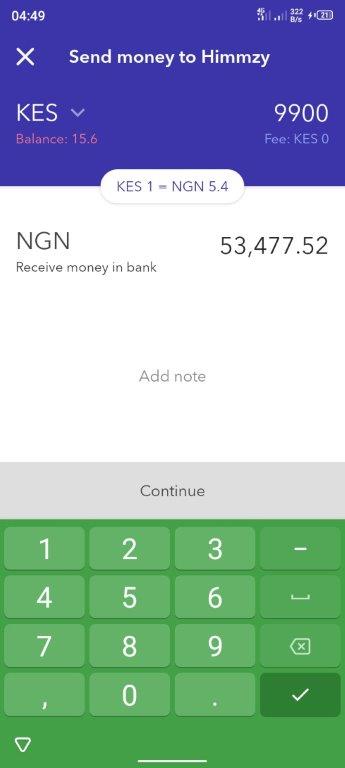 04:49
4G 322 B/s 21
Send money to Himmzy
KES 9900
Balance: 15.6 Fee: KES 0
KES 1 = NGN 5.4
NGN 53,477.52
Receive money in bank
Add note
Continue
1 2 3 -
4 5 6
7 8 9
, 0 .